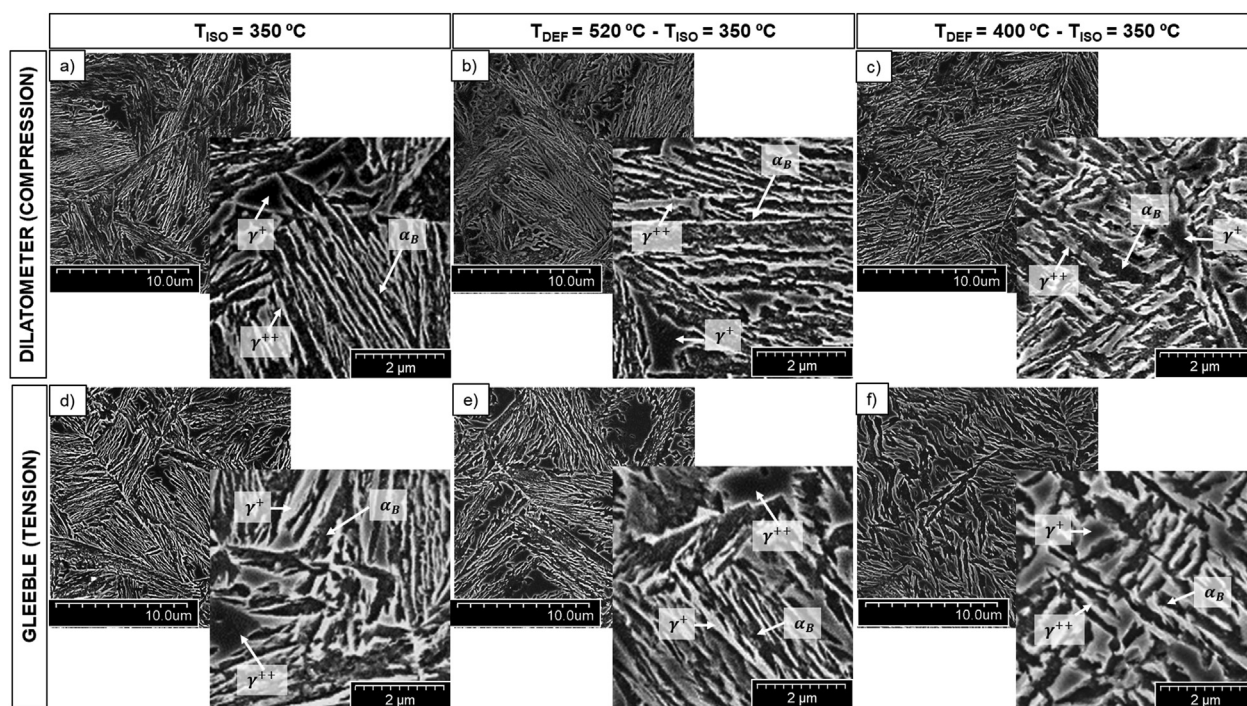 T_ISO = 350 ºC
T_DEF = 520 ºC - T_ISO = 350 ºC
T_DEF = 400 ºC - T_ISO = 350 ºC
DILATOMETER (COMPRESSION)
a)
γ⁺
α_B
γ⁺⁺
10.0um
2 µm
b)
α_B
γ⁺⁺
γ⁺
10.0um
2 µm
c)
α_B
γ⁺
γ⁺⁺
10.0um
2 µm
GLEEBLE (TENSION)
d)
γ⁺
α_B
γ⁺⁺
10.0um
2 µm
e)
γ⁺⁺
γ⁺
α_B
10.0um
2 µm
f)
γ⁺
α_B
γ⁺⁺
10.0um
2 µm